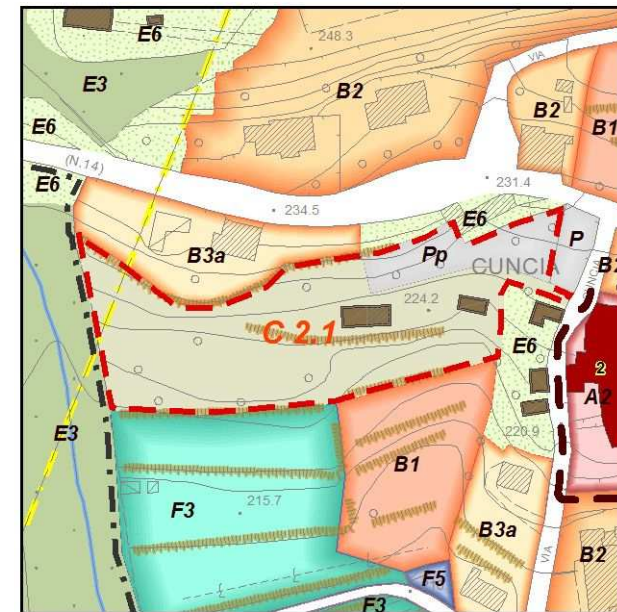 E6
248.3
E3
B2
VIA
B2
B1
E6
(N.14)
E6
231.4
234.5
E6
P
B3a
Pp
CUNCIA
B2
CUNCIA
224.2
C 2.1
E6
2
A2
E3
220.9
B1
F3
215.7
B3a
B2
F5
VIA
F3